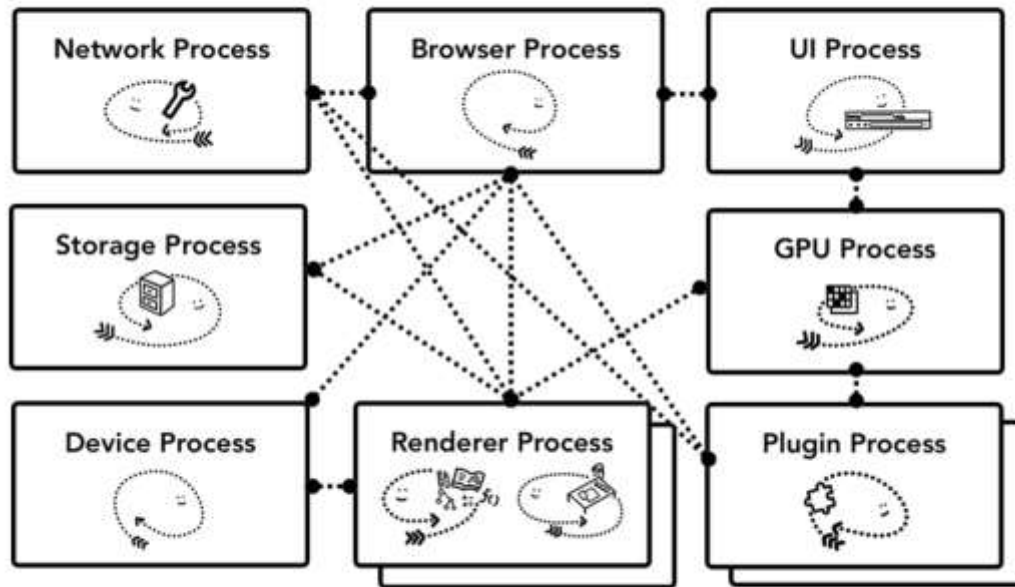 Network Process
Browser Process
UI Process
Storage Process
GPU Process
Device Process
Renderer Process
f()
Plugin Process